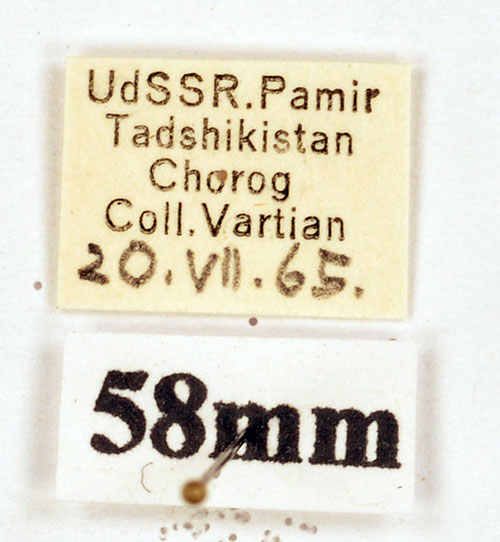 UdSSR.Pamir
Tadshikistan
Chorog
Coll.Vartian
20.VII.65.
58mm